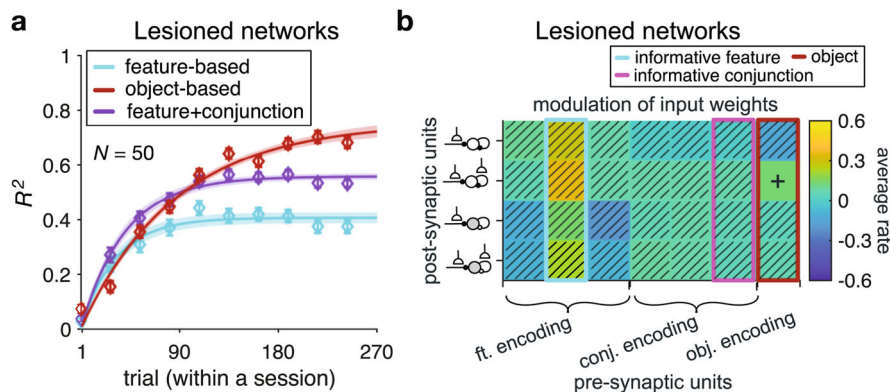 a
Lesioned networks
feature-based
object-based
feature+conjunction
N = 50
R²
1
0.8
0.6
0.4
0.2
0
1
90
180
270
trial (within a session)
b
Lesioned networks
informative feature
object
informative conjunction
modulation of input weights
post-synaptic units
+
0.6
0.3
0
-0.3
-0.6
average rate
ft. encoding
conj. encoding
obj. encoding
pre-synaptic units